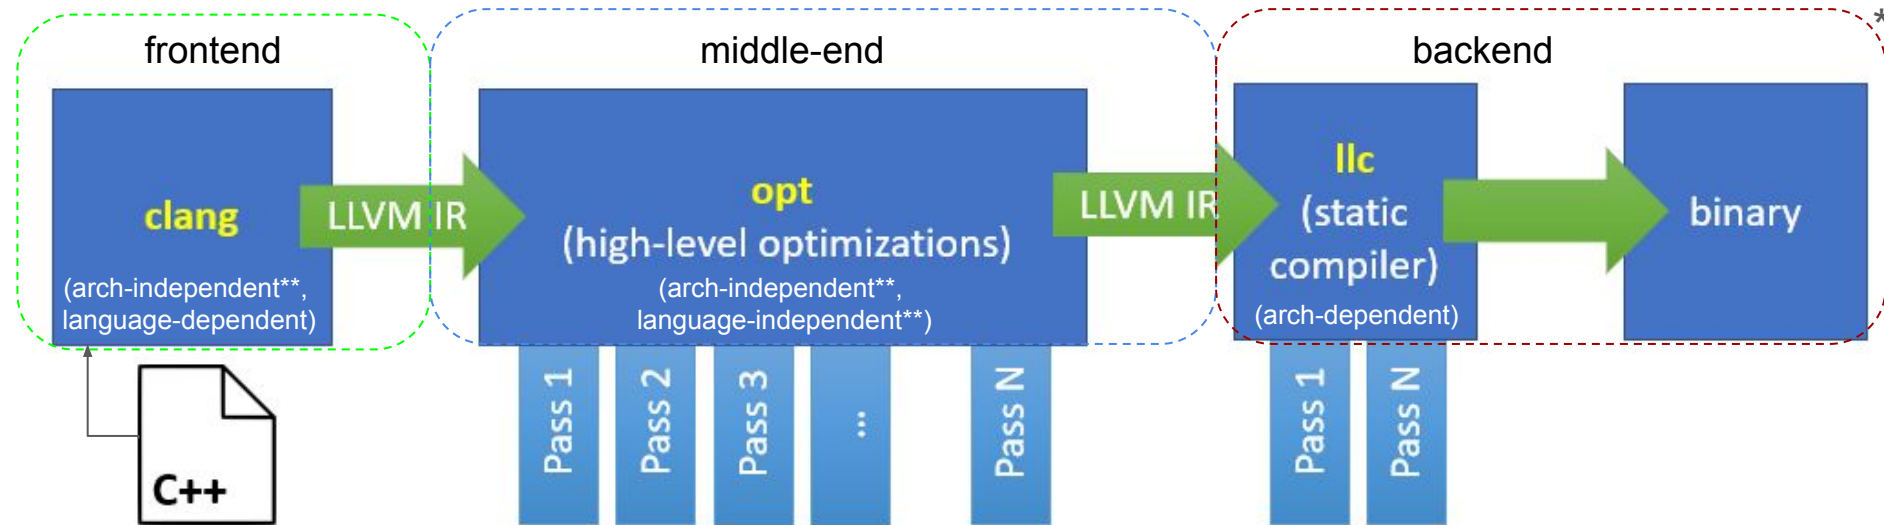 *
frontend
middle-end
backend
clang
(arch-independent**,
language-dependent)
LLVM IR
opt
(high-level optimizations)
(arch-independent**,
language-independent**)
LLVM IR
llc
(static
compiler)
(arch-dependent)
binary
C++
Pass 1
Pass 2
Pass 3
...
Pass N
Pass 1
Pass N